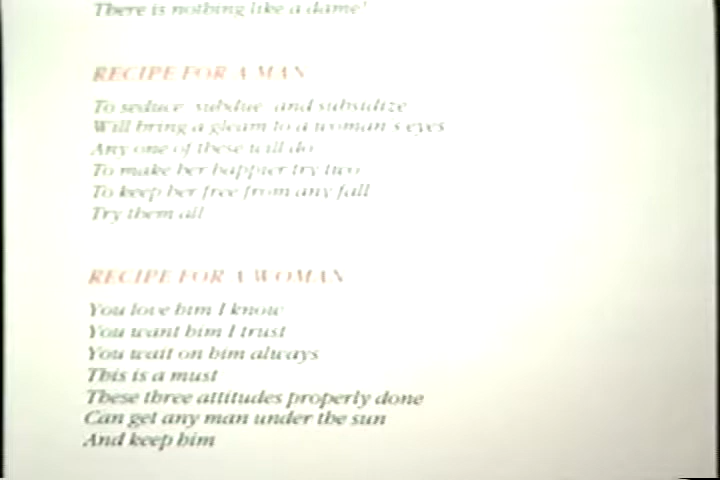 There is nothing like a dame'
RECIPE FOR A MAN
To seduce subdue and subsidize
Will bring a gleam to a woman's eyes
Any one of these will do
To make her happier try two
To keep her free from any fall
Try them all
RECIPE FOR A WOMAN
You love him I know
You want him I trust
You wait on him always
This is a must
These three attitudes properly done
Can get any man under the sun
And keep him